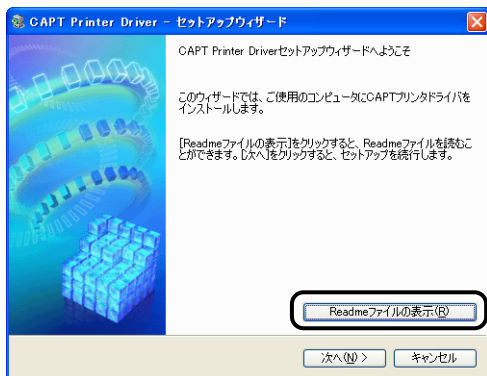 CAPT Printer Driver - セットアップウィザード
CAPT Printer Driverセットアップウィザードへようこそ
このウィザードでは、ご使用のコンピュータにCAPTプリンタドライバを
インストールします。
[Readmeファイルの表示]をクリックすると、Readmeファイルを読むこ
とができます。[次へ]をクリックすると、セットアップを続行します。
Readmeファイルの表示(R)
次へ(N) >
キャンセル